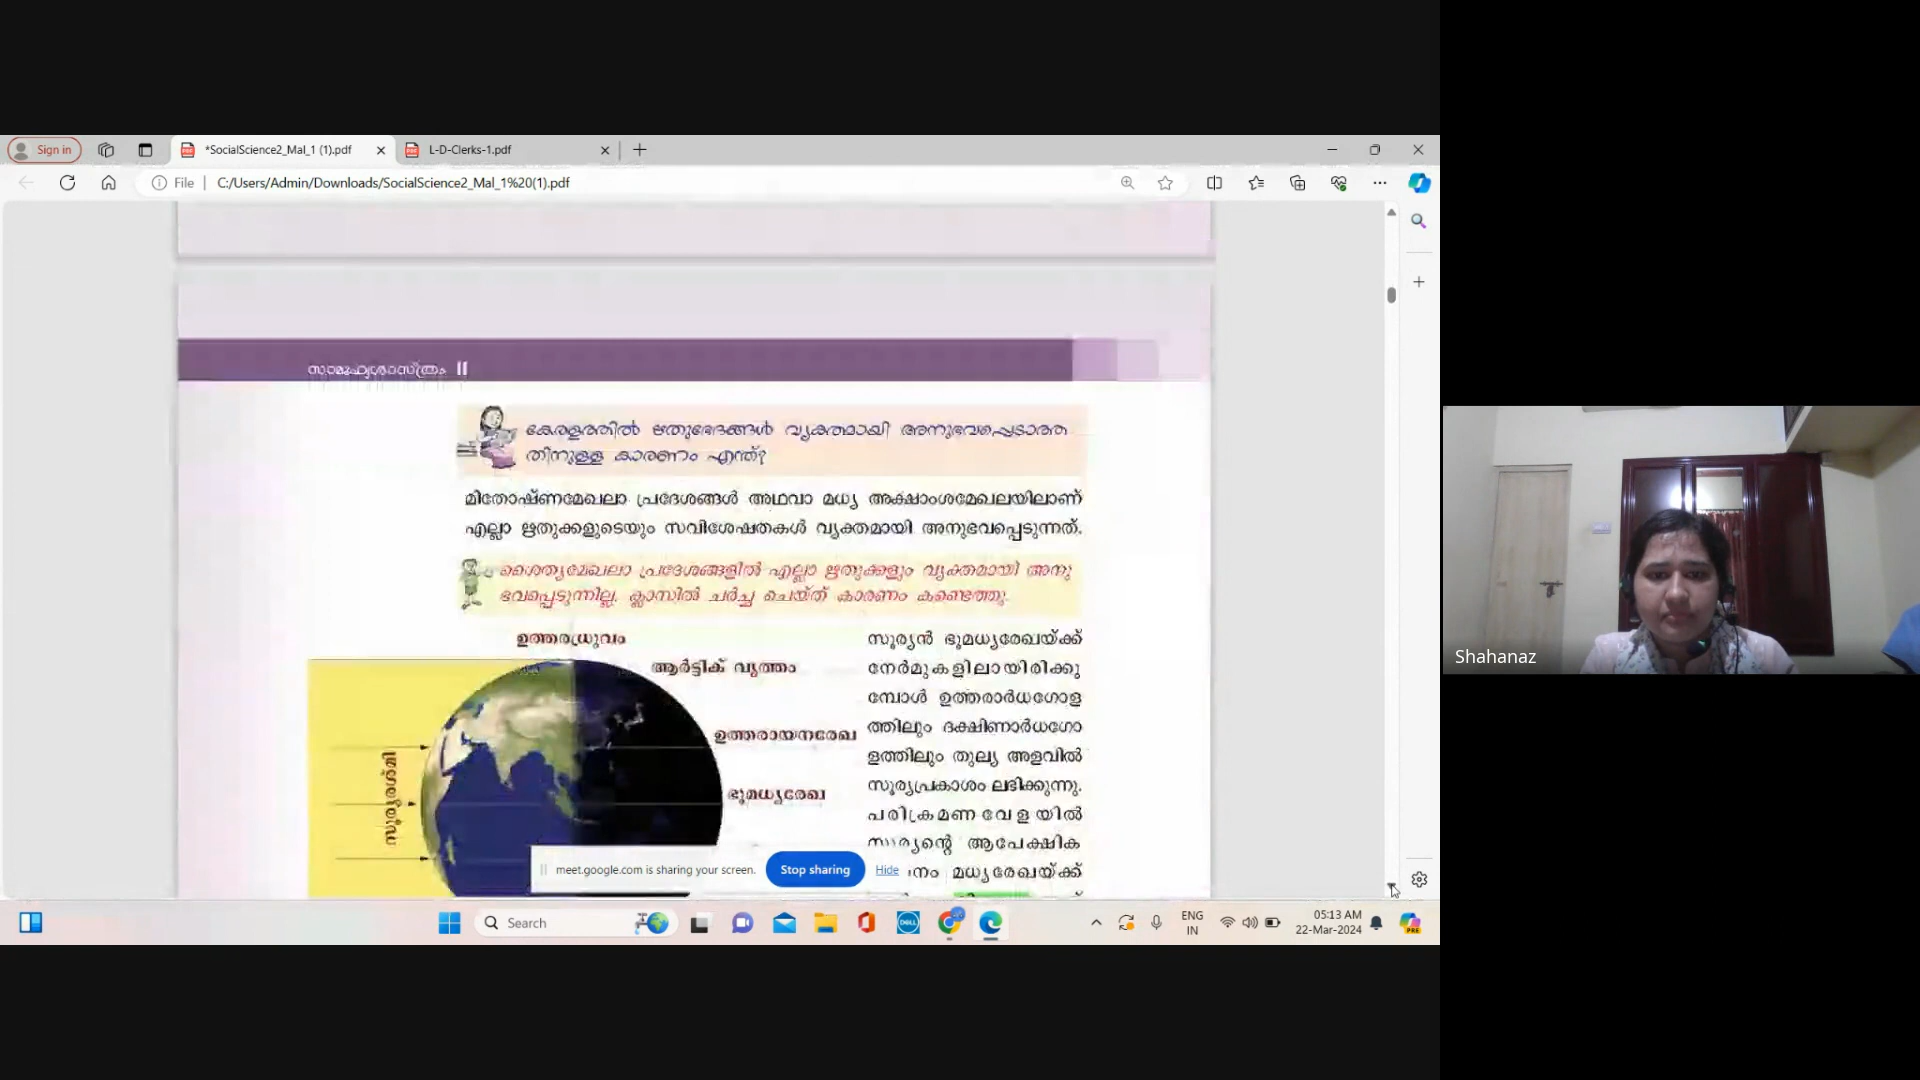 Sign in
*SocialScience2_Mal_1 (1).pdf
L-D-Clerks-1.pdf
File
C:/Users/Admin/Downloads/SocialScience2_Mal_1%20(1).pdf
സാമൂഹ്യശാസ്ത്രം II
കേരളത്തിൽ ഋതുഭേദങ്ങൾ വ്യക്തമായി അനുഭവപ്പെടാത്ത
തിനുള്ള കാരണം എന്ത്?
മിതോഷ്ണമേഖലാ പ്രദേശങ്ങൾ അഥവാ മധ്യ അക്ഷാംശമേഖലയിലാണ്
എല്ലാ ഋതുക്കളുടെയും സവിശേഷതകൾ വ്യക്തമായി അനുഭവപ്പെടുന്നത്.
ശൈത്യമേഖലാ പ്രദേശങ്ങളിൽ എല്ലാ ഋതുക്കളും വ്യക്തമായി അനു
ഭവപ്പെടുന്നില്ല. ക്ലാസിൽ ചർച്ച ചെയ്ത് കാരണം കണ്ടെത്തൂ.
ഉത്തരധ്രുവം
ആർട്ടിക് വൃത്തം
ഉത്തരായനരേഖ
ഭൂമധ്യരേഖ
സൂര്യരശ്മി
സൂര്യൻ ഭൂമധ്യരേഖയ്ക്ക്
നേർമുകളിലായിരിക്കു
മ്പോൾ ഉത്തരാർധഗോള
ത്തിലും ദക്ഷിണാർധഗോ
ളത്തിലും തുല്യ അളവിൽ
സൂര്യപ്രകാശം ലഭിക്കുന്നു.
പരിക്രമണ വേളയിൽ
സൂര്യന്റെ ആപേക്ഷിക
നം മധ്യരേഖയ്ക്ക്
meet.google.com is sharing your screen.
Stop sharing
Hide
Shahanaz
Search
ENG
IN
05:13 AM
22-Mar-2024
PRE